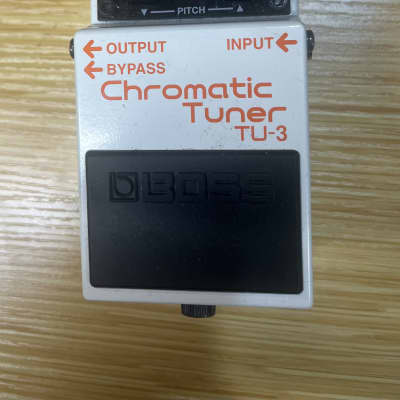 ▼ PITCH ▲
← OUTPUT INPUT ←
← BYPASS
Chromatic
Tuner
TU-3
BOSS